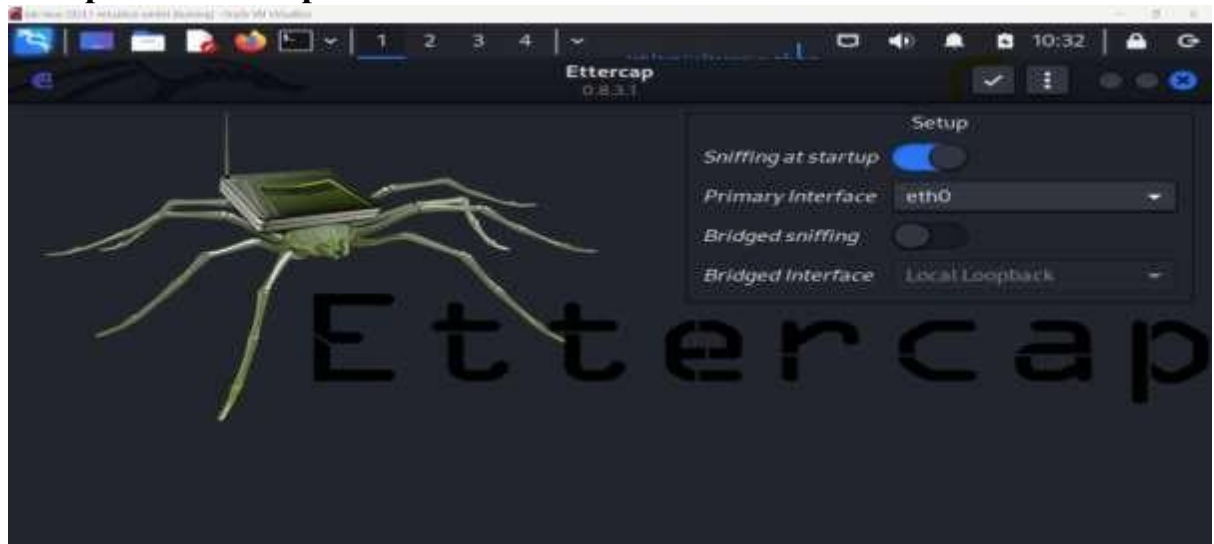 1 2 3 4
10:32
Ettercap
0.8.3.1
Setup
Sniffing at startup
Primary Interface eth0
Bridged sniffing
Bridged Interface Local Loopback
Ettercap